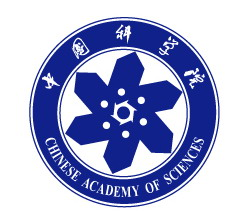 中国科学院
CHINESE ACADEMY OF SCIENCES